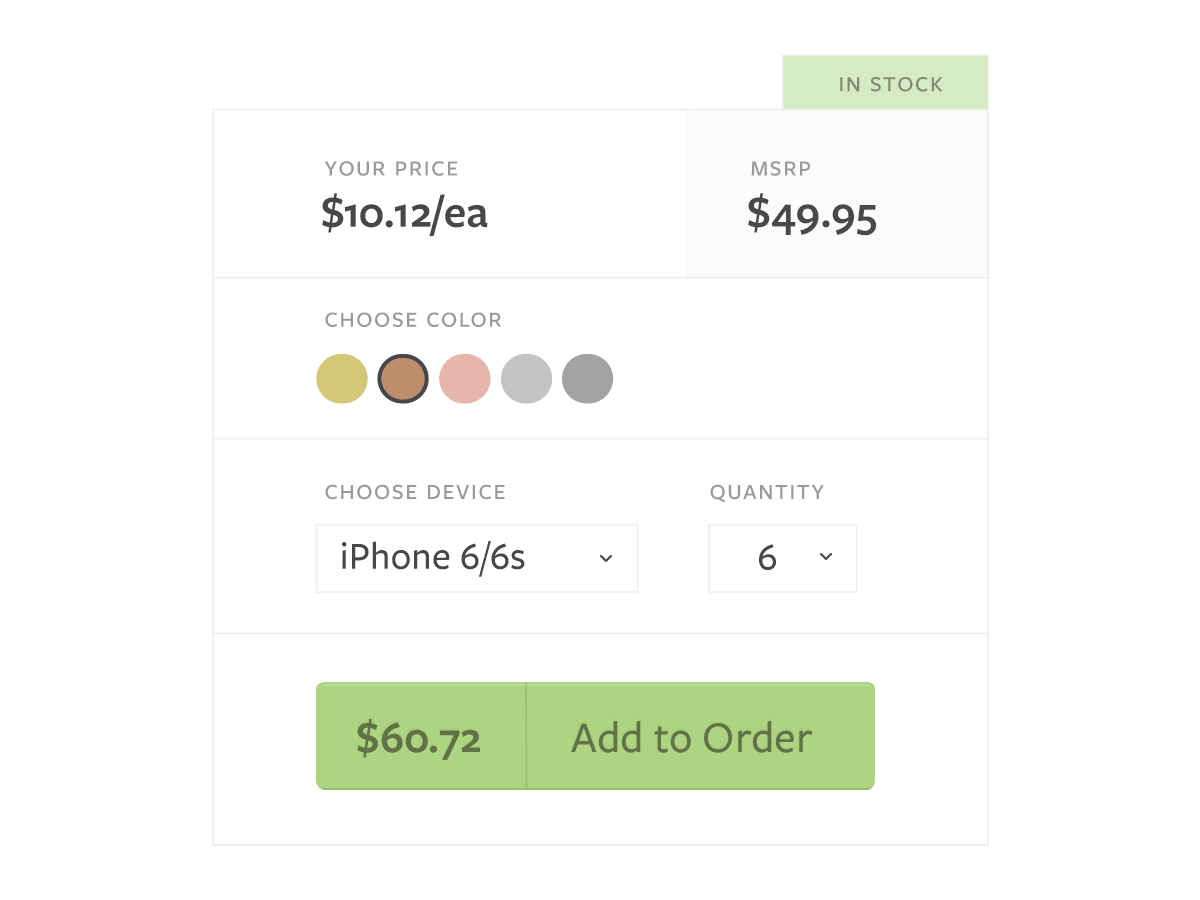 IN STOCK
YOUR PRICE
$10.12/ea
MSRP
$49.95
CHOOSE COLOR
CHOOSE DEVICE
iPhone 6/6s
QUANTITY
6
$60.72
Add to Order